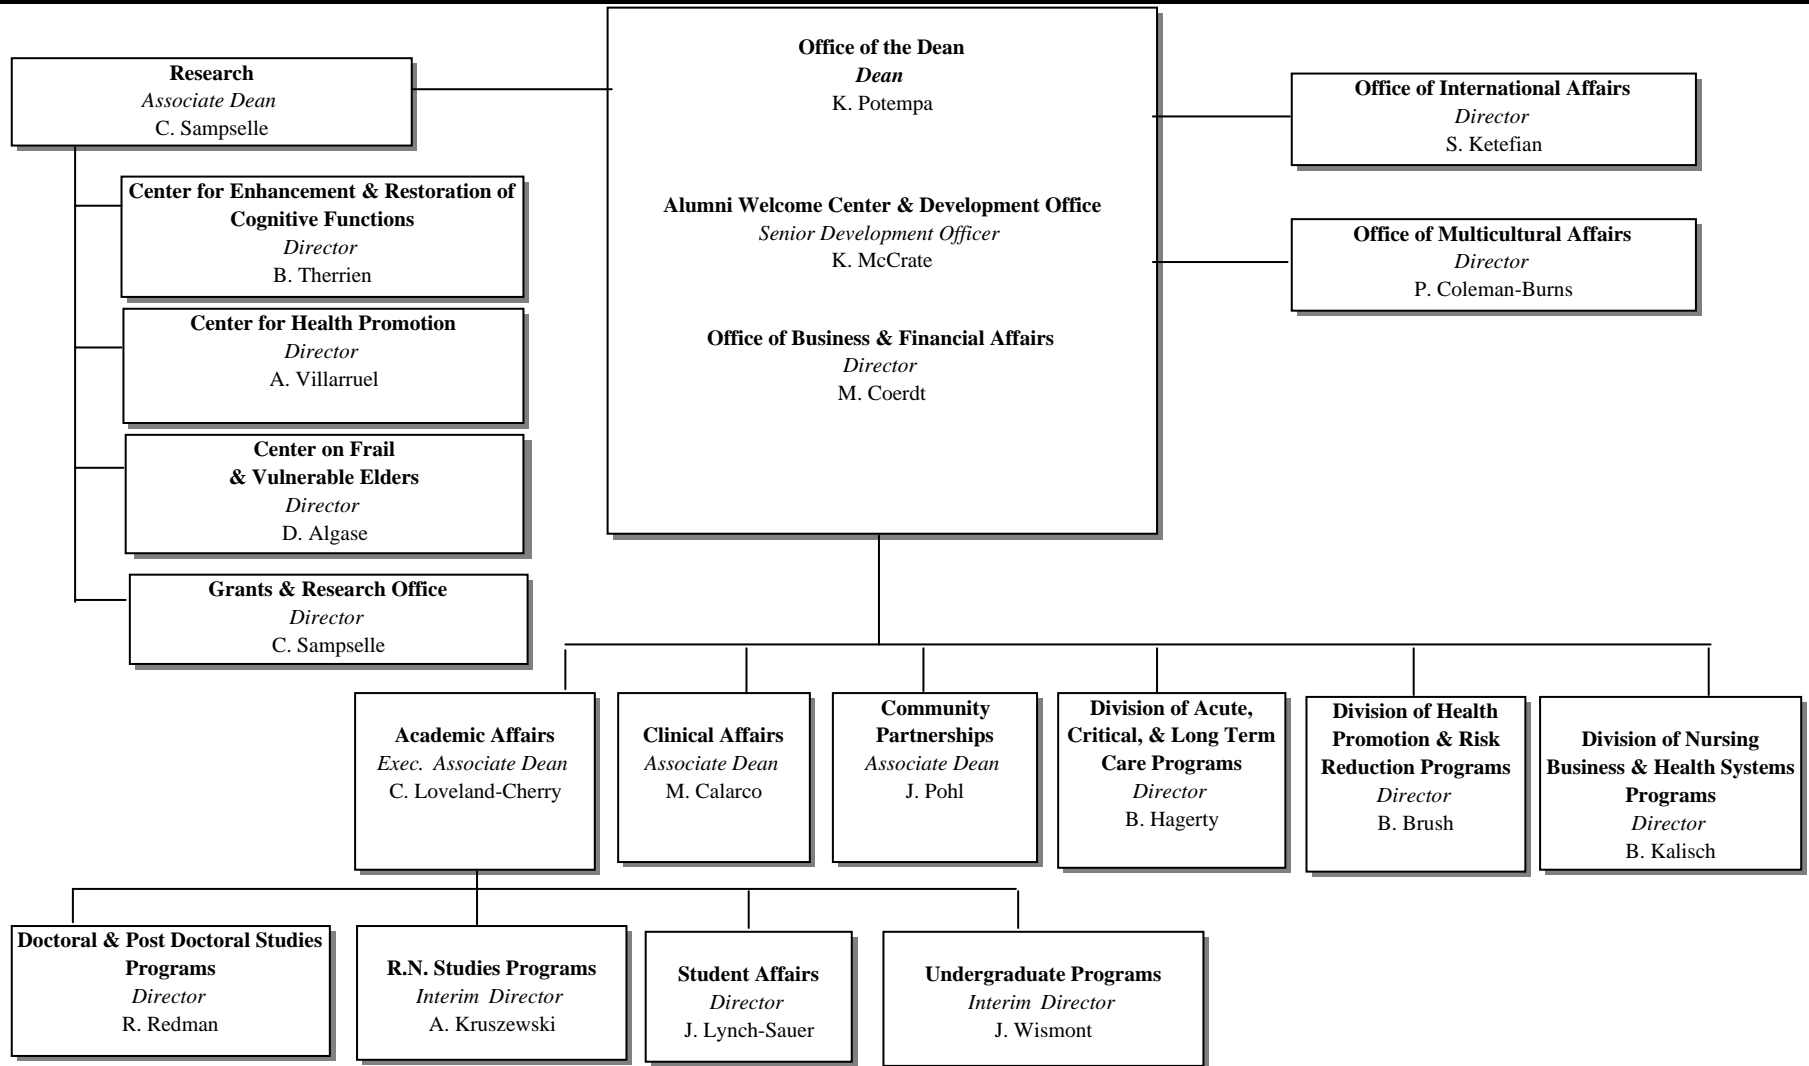 Office of the Dean
Dean
K. Potempa
Alumni Welcome Center & Development Office
Senior Development Officer
K. McCrate
Office of Business & Financial Affairs
Director
M. Coerdt
Research
Associate Dean
C. Sampselle
Center for Enhancement & Restoration of
Cognitive Functions
Director
B. Therrien
Center for Health Promotion
Director
A. Villarruel
Center on Frail
& Vulnerable Elders
Director
D. Algase
Grants & Research Office
Director
C. Sampselle
Office of International Affairs
Director
S. Ketefian
Office of Multicultural Affairs
Director
P. Coleman-Burns
Academic Affairs
Exec. Associate Dean
C. Loveland-Cherry
Clinical Affairs
Associate Dean
M. Calarco
Community
Partnerships
Associate Dean
J. Pohl
Division of Acute,
Critical, & Long Term
Care Programs
Director
B. Hagerty
Division of Health
Promotion & Risk
Reduction Programs
Director
B. Brush
Division of Nursing
Business & Health Systems
Programs
Director
B. Kalisch
Doctoral & Post Doctoral Studies
Programs
Director
R. Redman
R.N. Studies Programs
Interim Director
A. Kruszewski
Student Affairs
Director
J. Lynch-Sauer
Undergraduate Programs
Interim Director
J. Wismont